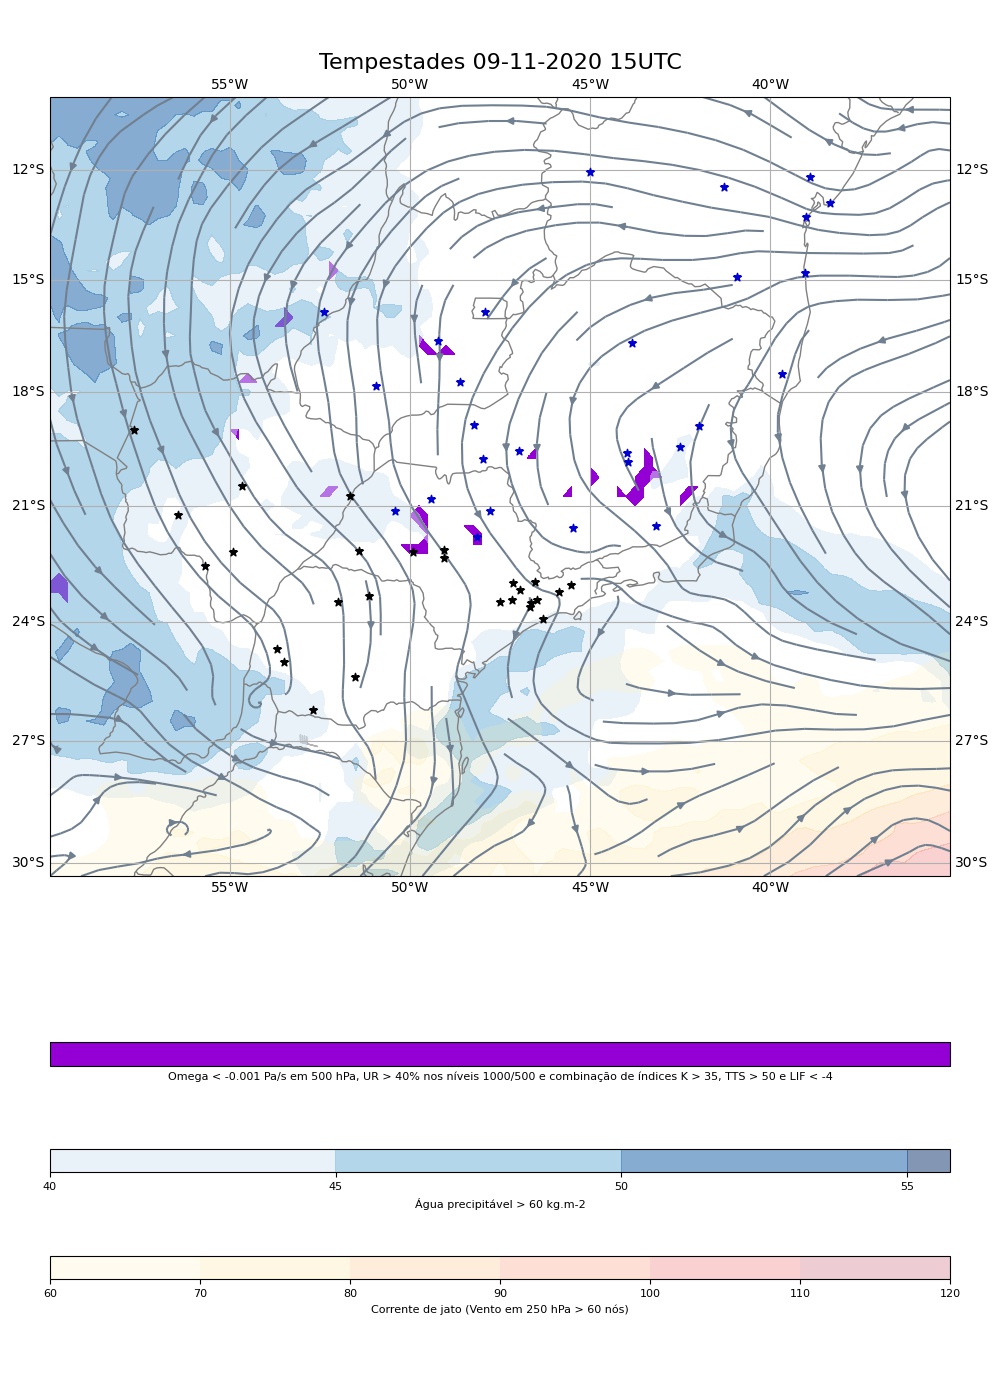 Tempestades 09-11-2020 15UTC
55°W 50°W 45°W 40°W
12°S 12°S
15°S 15°S
18°S 18°S
21°S 21°S
24°S 24°S
27°S 27°S
30°S 30°S
55°W 50°W 45°W 40°W
Omega < -0.001 Pa/s em 500 hPa, UR > 40% nos níveis 1000/500 e combinação de índices K > 35, TTS > 50 e LIF < -4
40 45 50 55
Água precipitável > 60 kg.m-2
60 70 80 90 100 110 120
Corrente de jato (Vento em 250 hPa > 60 nós)